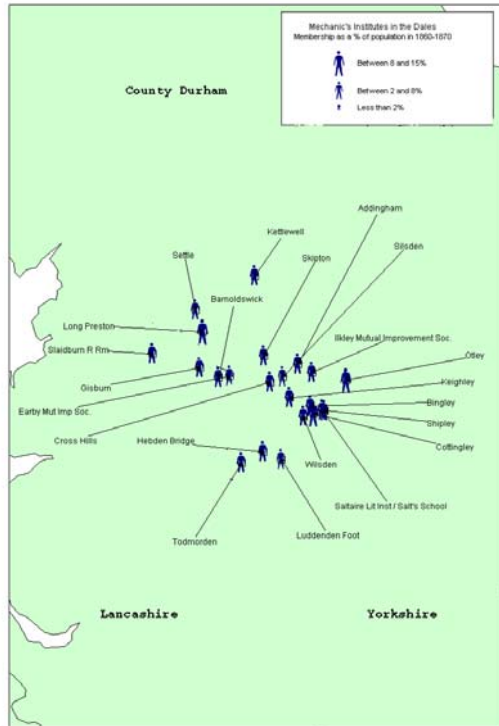 Mechanic's Institutes in the Dales
Membership as a % of population in 1860-1870
Between 8 and 15%
Between 2 and 8%
Less than 2%
County Durham
Addingham
Kettlewell
Silsden
Settle
Skipton
Barnoldswick
Long Preston
Ilkley Mutual Improvement Soc.
Slaidburn R Rm
Otley
Gisburn
Keighley
Earby Mut Imp Soc.
Bingley
Shipley
Cross Hills
Hebden Bridge
Cottingley
Wilsden
Saltaire Lit Inst / Salt's School
Todmorden
Luddenden Foot
Lancashire
Yorkshire